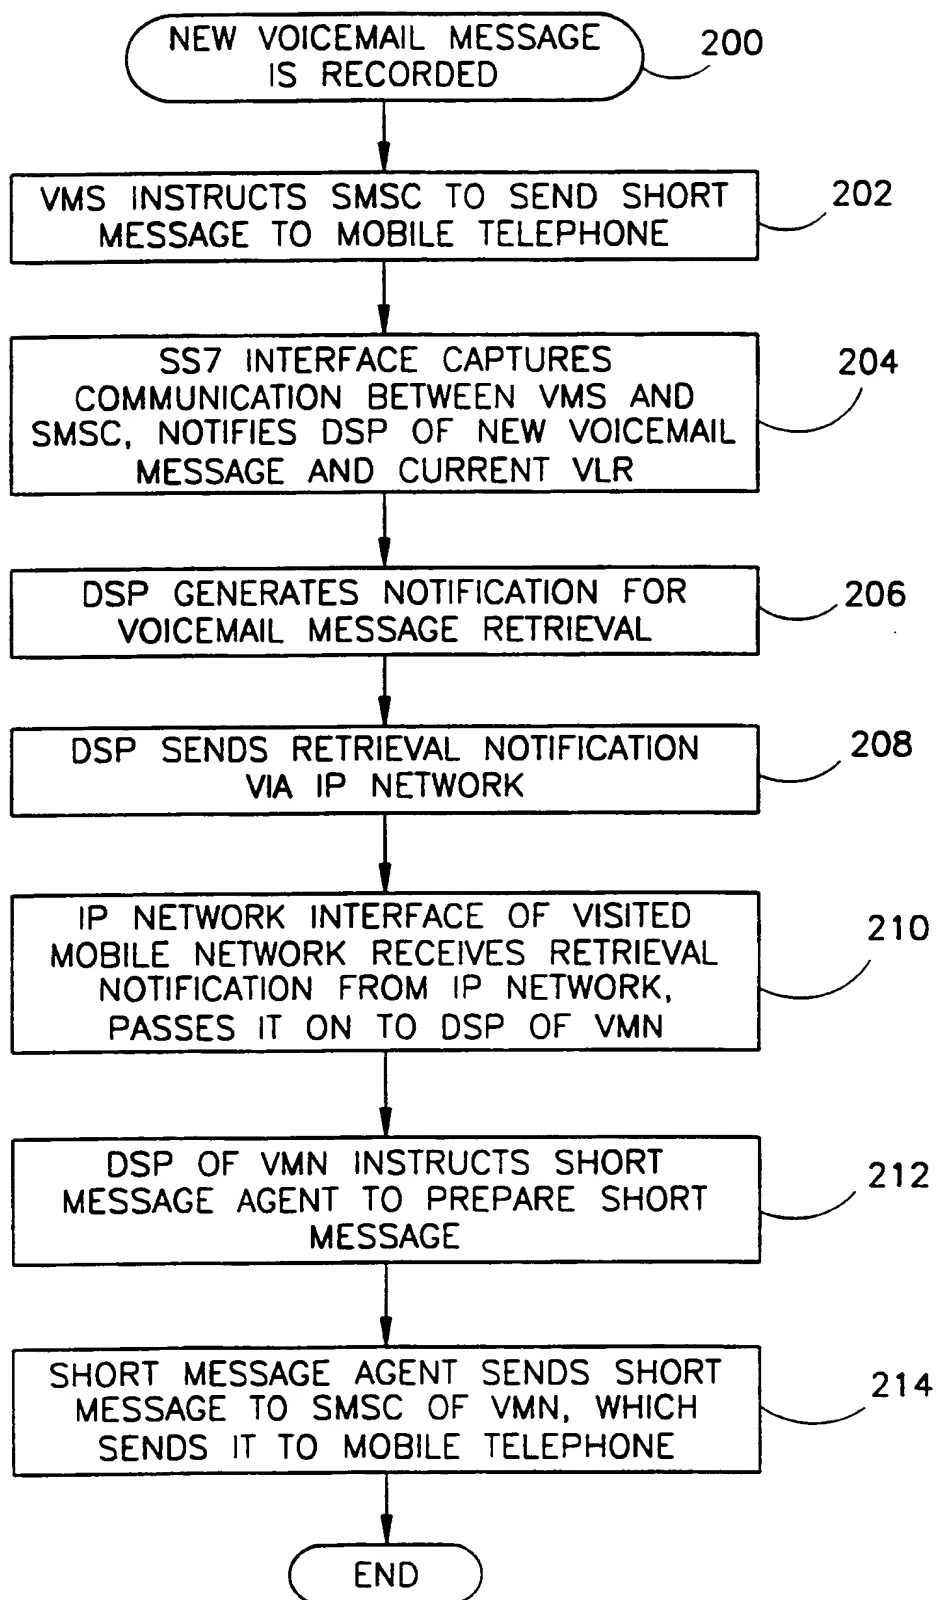 NEW VOICEMAIL MESSAGE
IS RECORDED
200
VMS INSTRUCTS SMSC TO SEND SHORT
MESSAGE TO MOBILE TELEPHONE
202
SS7 INTERFACE CAPTURES
COMMUNICATION BETWEEN VMS AND
SMSC, NOTIFIES DSP OF NEW VOICEMAIL
MESSAGE AND CURRENT VLR
204
DSP GENERATES NOTIFICATION FOR
VOICEMAIL MESSAGE RETRIEVAL
206
DSP SENDS RETRIEVAL NOTIFICATION
VIA IP NETWORK
208
IP NETWORK INTERFACE OF VISITED
MOBILE NETWORK RECEIVES RETRIEVAL
NOTIFICATION FROM IP NETWORK,
PASSES IT ON TO DSP OF VMN
210
DSP OF VMN INSTRUCTS SHORT
MESSAGE AGENT TO PREPARE SHORT
MESSAGE
212
SHORT MESSAGE AGENT SENDS SHORT
MESSAGE TO SMSC OF VMN, WHICH
SENDS IT TO MOBILE TELEPHONE
214
END